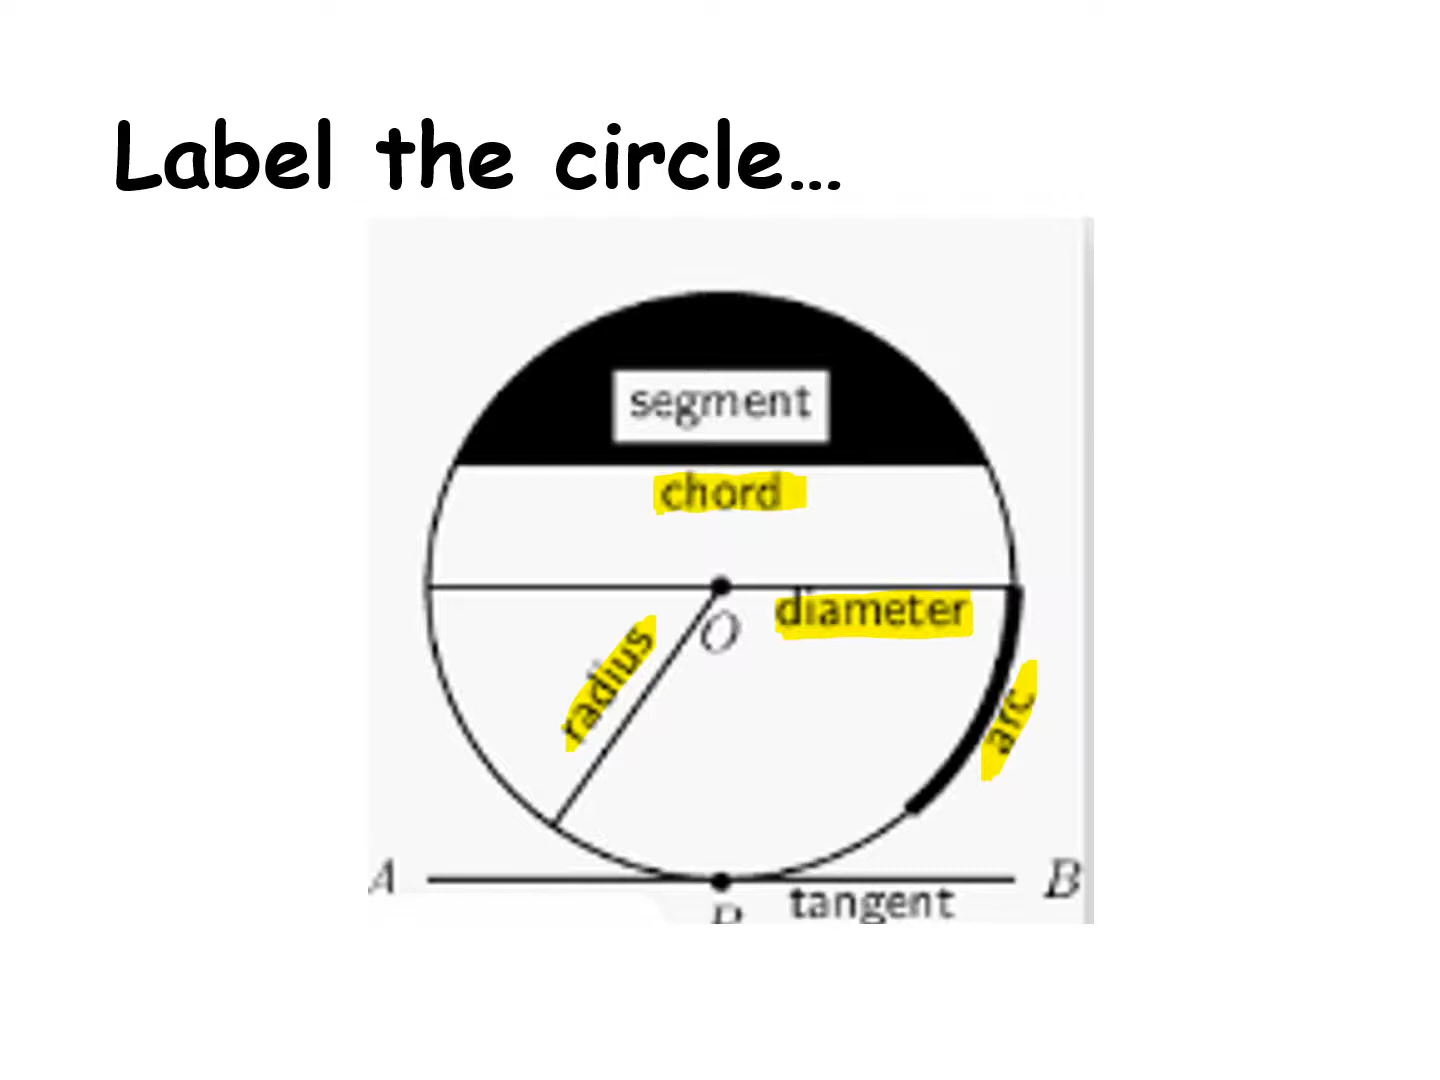 Label the circle...
segment
chord
diameter
O
radius
arc
A
B
tangent